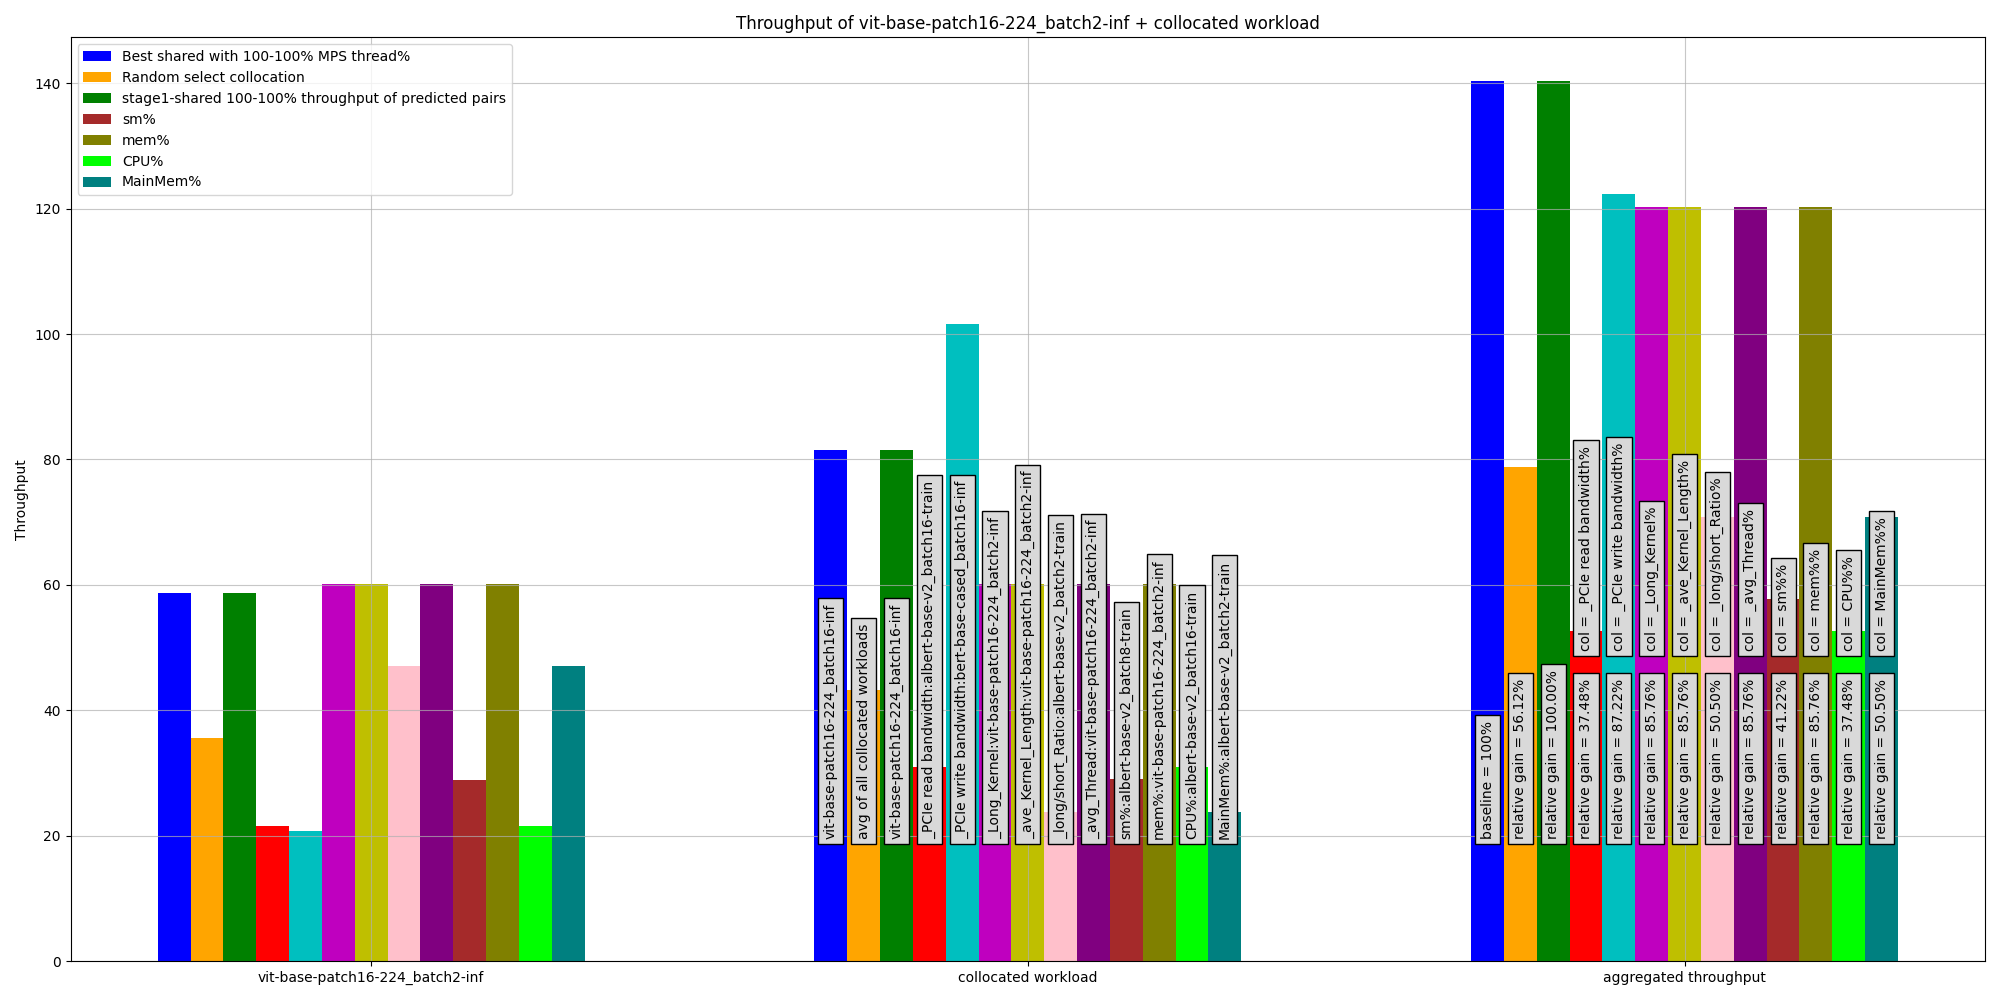 Throughput of vit-base-patch16-224_batch2-inf + collocated workload
Best shared with 100-100% MPS thread%
Random select collocation
stage1-shared 100-100% throughput of predicted pairs
sm%
mem%
CPU%
MainMem%
Throughput
140
120
100
80
60
40
20
0
vit-base-patch16-224_batch16-inf
avg of all collocated workloads
vit-base-patch16-224_batch16-inf
_PCIe read bandwidth:albert-base-v2_batch16-train
_PCIe write bandwidth:bert-base-cased_batch16-inf
_Long_Kernel:vit-base-patch16-224_batch2-inf
_ave_Kernel_Length:vit-base-patch16-224_batch2-inf
_long/short_Ratio:albert-base-v2_batch2-train
_avg_Thread:vit-base-patch16-224_batch2-inf
sm%:albert-base-v2_batch8-train
mem%:vit-base-patch16-224_batch2-inf
CPU%:albert-base-v2_batch16-train
MainMem%:albert-base-v2_batch2-train
col = _PCIe read bandwidth%
col = _PCIe write bandwidth%
col = _Long_Kernel%
col = _ave_Kernel_Length%
col = _long/short_Ratio%
col = _avg_Thread%
col = sm%%
col = mem%%
col = CPU%%
col = MainMem%%
baseline = 100%
relative gain = 56.12%
relative gain = 100.00%
relative gain = 37.48%
relative gain = 87.22%
relative gain = 85.76%
relative gain = 85.76%
relative gain = 50.50%
relative gain = 85.76%
relative gain = 41.22%
relative gain = 85.76%
relative gain = 37.48%
relative gain = 50.50%
vit-base-patch16-224_batch2-inf
collocated workload
aggregated throughput